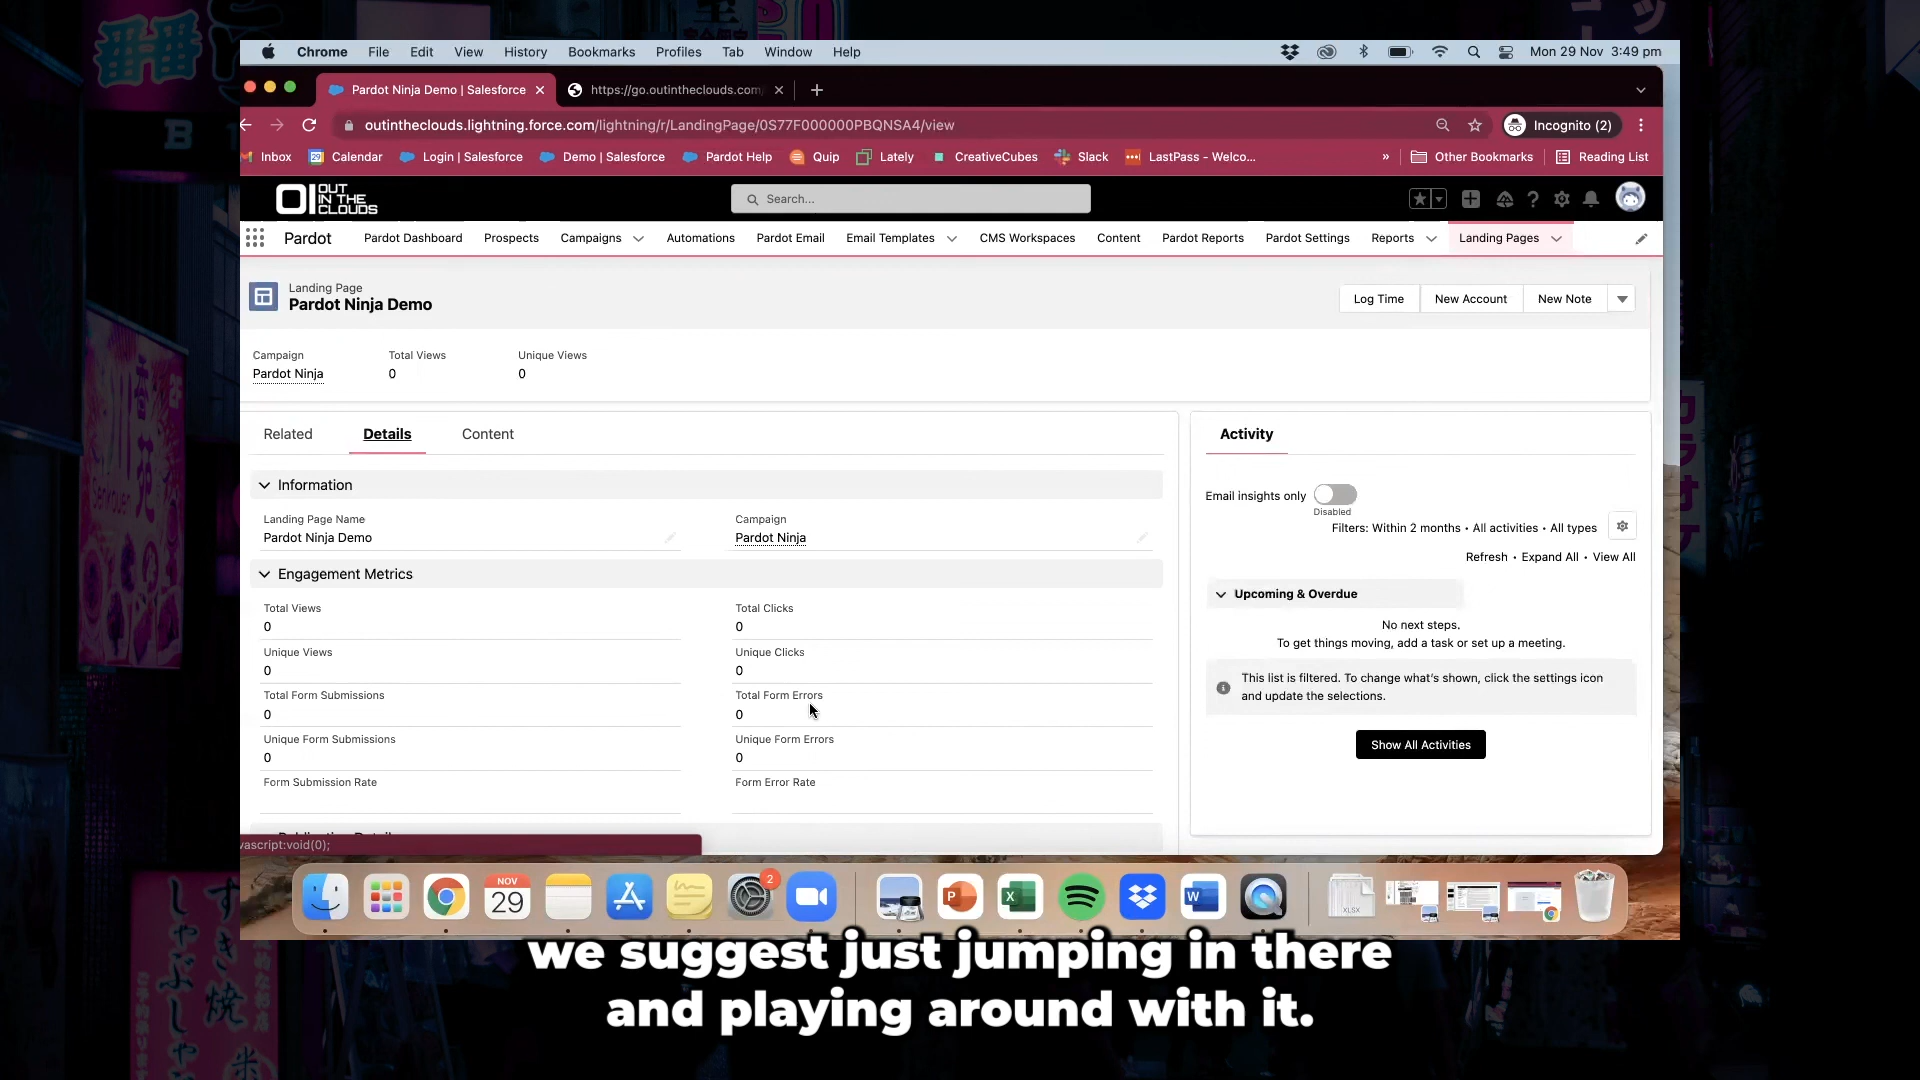 Chrome File Edit View History Bookmarks Profiles Tab Window Help Mon 29 Nov 3:49 pm
Pardot Ninja Demo | Salesforce https://go.outintheclouds.com/
outintheclouds.lightning.force.com/lightning/r/LandingPage/0S77F000000PBQNSA4/view Incognito (2)
Inbox Calendar Login | Salesforce Demo | Salesforce Pardot Help Quip Lately CreativeCubes Slack LastPass - Welco... » Other Bookmarks Reading List
OUT IN THE CLOUDS Search...
Pardot Pardot Dashboard Prospects Campaigns Automations Pardot Email Email Templates CMS Workspaces Content Pardot Reports Pardot Settings Reports Landing Pages
Landing Page
Pardot Ninja Demo
Log Time New Account New Note
Campaign Total Views Unique Views
Pardot Ninja 0 0
Related Details Content
Information
Landing Page Name Campaign
Pardot Ninja Demo Pardot Ninja
Engagement Metrics
Total Views Total Clicks
0 0
Unique Views Unique Clicks
0 0
Total Form Submissions Total Form Errors
0 0
Unique Form Submissions Unique Form Errors
0 0
Form Submission Rate Form Error Rate
vascript:void(0);
Activity
Email insights only
Disabled
Filters: Within 2 months • All activities • All types
Refresh • Expand All • View All
Upcoming & Overdue
No next steps.
To get things moving, add a task or set up a meeting.
This list is filtered. To change what's shown, click the settings icon
and update the selections.
Show All Activities
NOV
29
2
P
X
W
XLSX
we suggest just jumping in there
and playing around with it.
しゃぶしゃぶ
すき焼